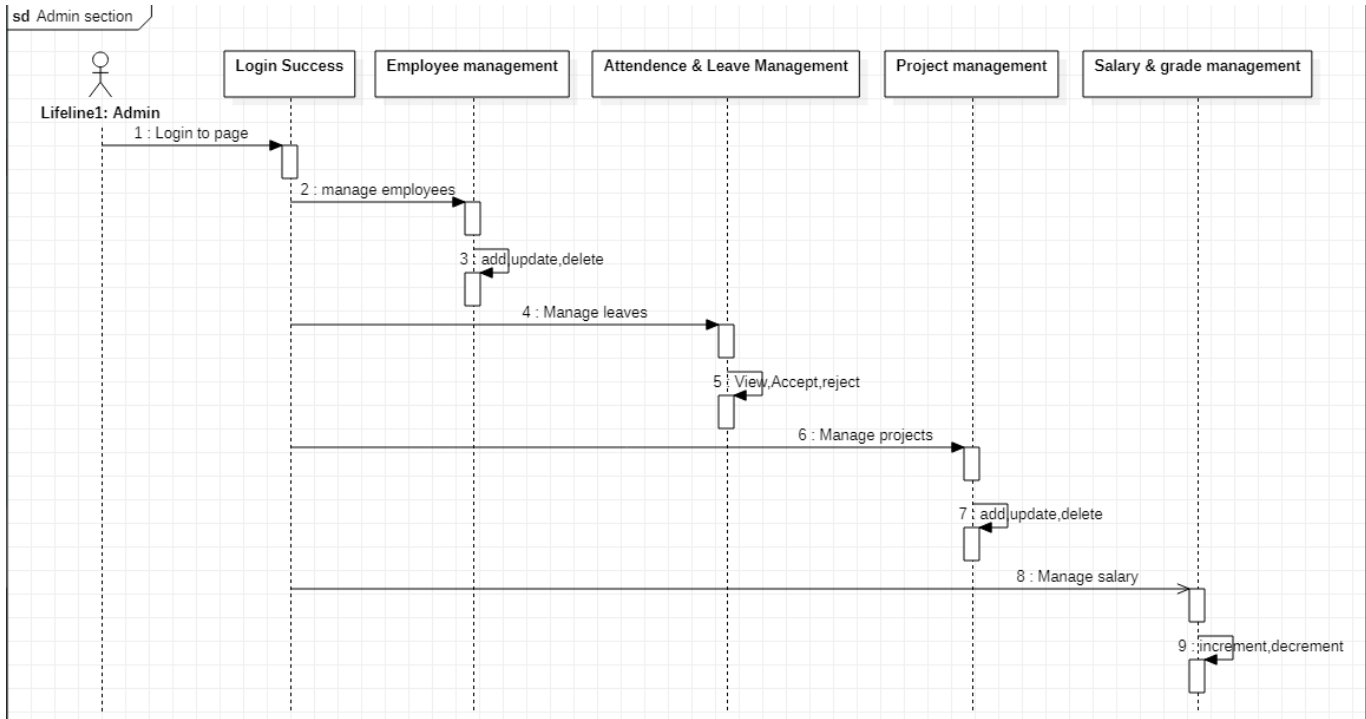 sd Admin section
Login Success
Employee management
Attendence & Leave Management
Project management
Salary & grade management
Lifeline1: Admin
1 : Login to page
2 : manage employees
3 : add,update,delete
4 : Manage leaves
5 : View,Accept,reject
6 : Manage projects
7 : add,update,delete
8 : Manage salary
9 : increment,decrement